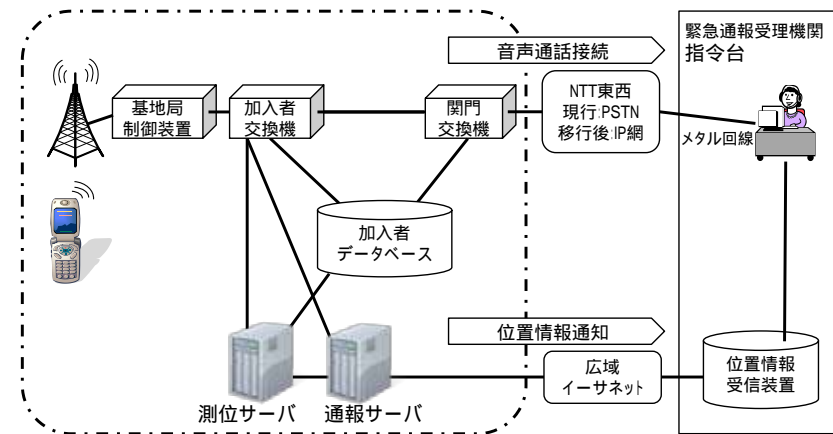 音声通話接続
緊急通報受理機関
指令台
基地局
制御装置
加入者
交換機
関門
交換機
NTT東西
現行:PSTN
移行後:IP網
メタル回線
加入者
データベース
位置情報通知
測位サーバ
通報サーバ
広域
イーサネット
位置情報
受信装置